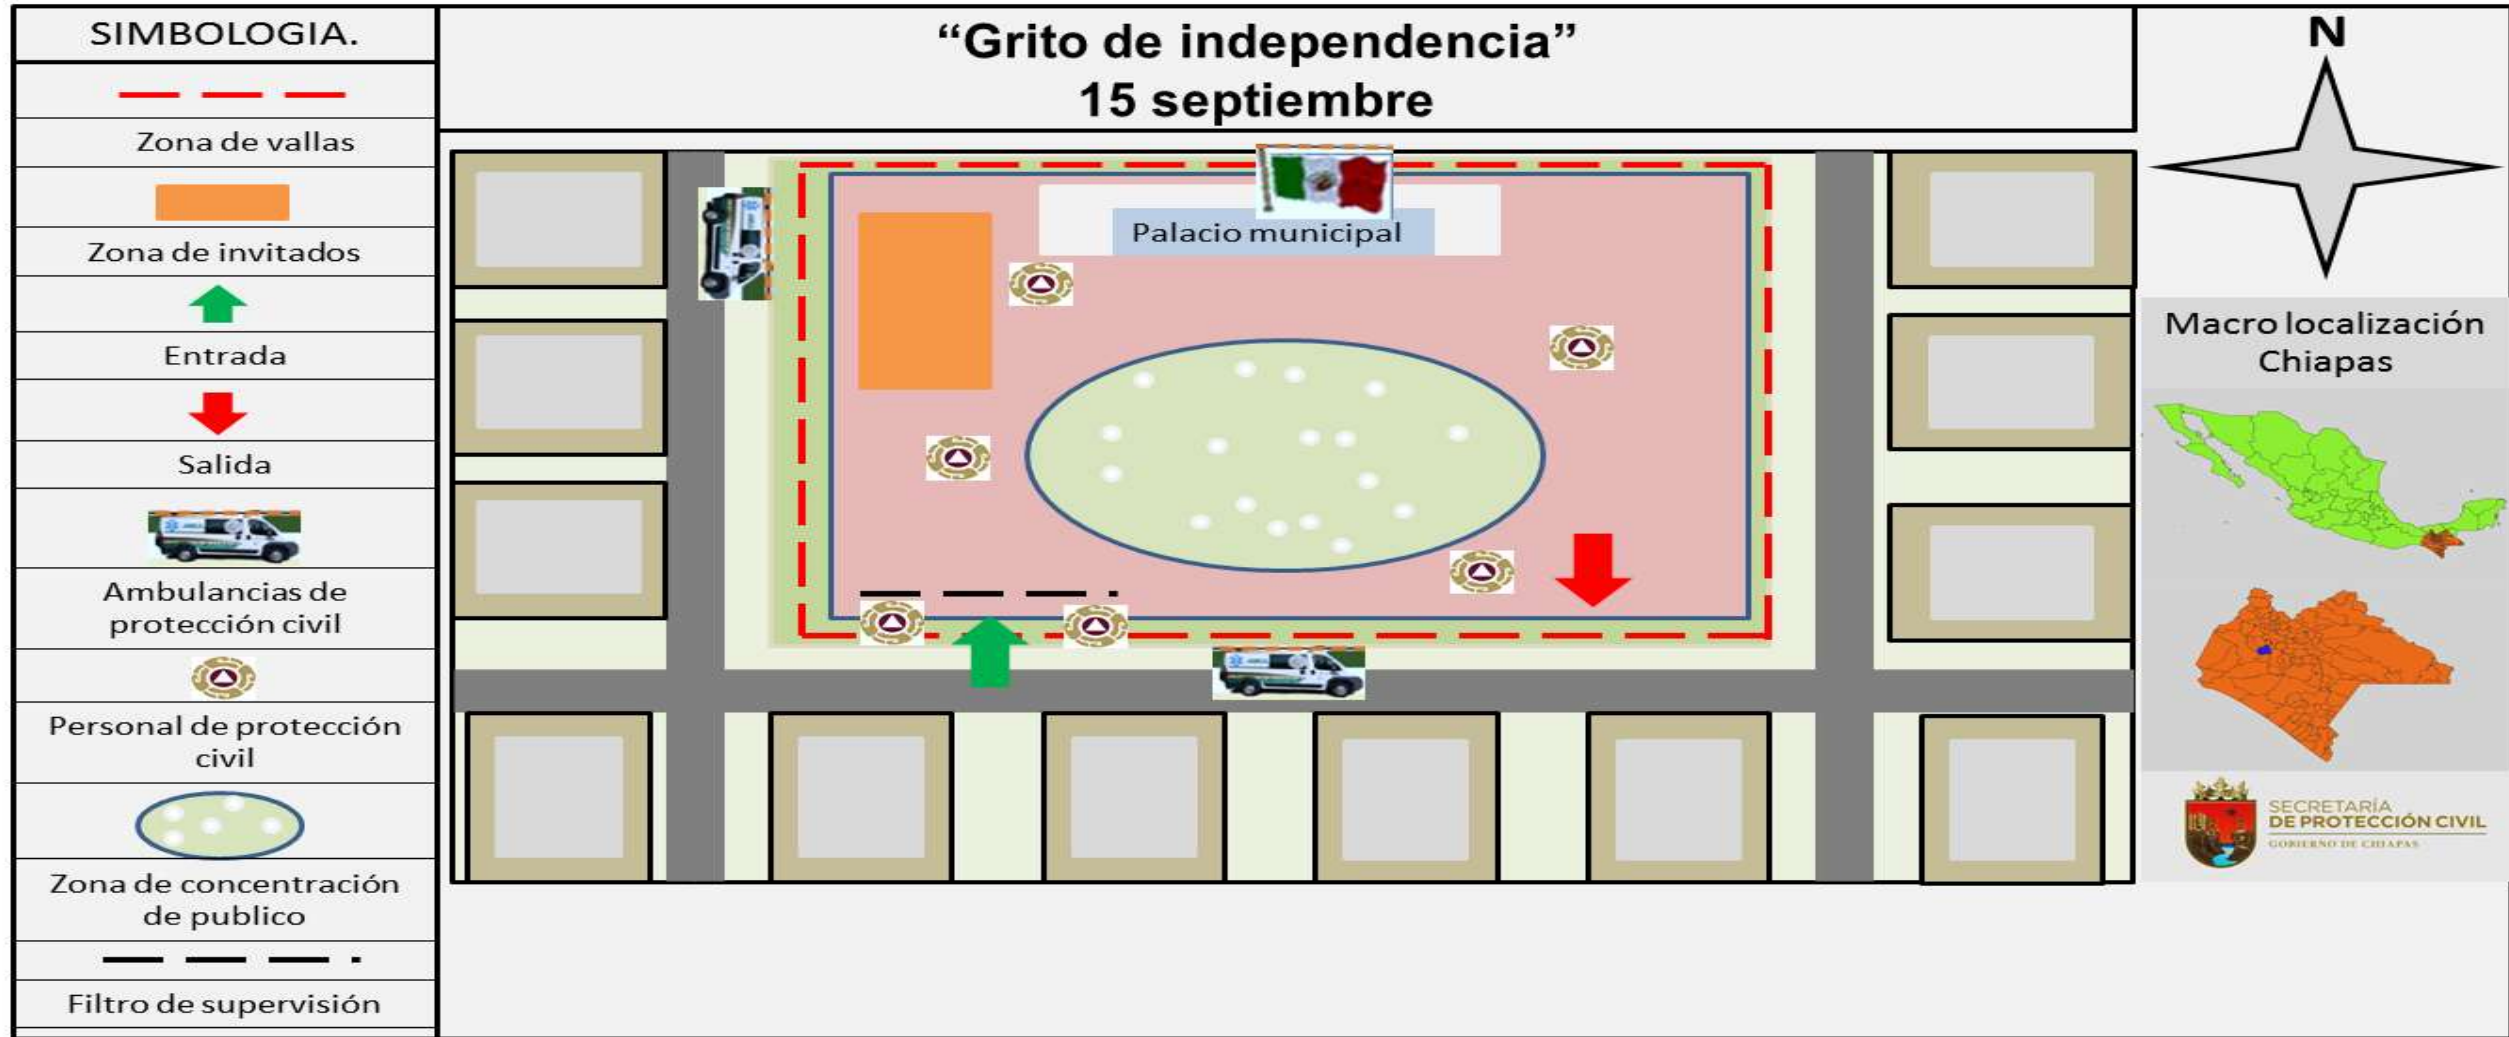 SIMBOLOGIA.
Zona de vallas
Zona de invitados
Entrada
Salida
Ambulancias de
protección civil
Personal de protección
civil
Zona de concentración
de publico
Filtro de supervisión
“Grito de independencia”
15 septiembre
Palacio municipal
N
Macro localización
Chiapas
SECRETARÍA
DE PROTECCIÓN CIVIL
GOBIERNO DE CHIAPAS